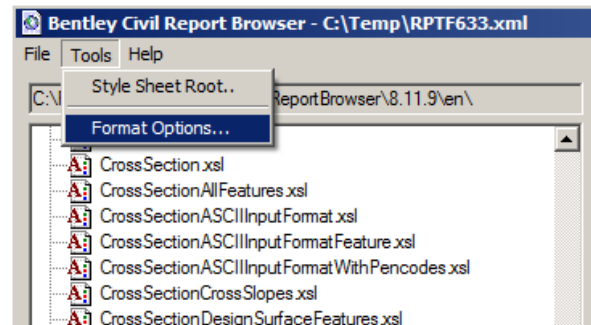 Bentley Civil Report Browser - C:\Temp\RPTF633.xml
File Tools Help
Style Sheet Root..
C:\ ReportBrowser\8.11.9\en\
Format Options...
CrossSection.xsl
CrossSectionAllFeatures.xsl
CrossSectionASCIIInputFormat.xsl
CrossSectionASCIIInputFormatFeature.xsl
CrossSectionASCIIInputFormatWithPencodes.xsl
CrossSectionCrossSlopes.xsl
CrossSectionDesignSurfaceFeatures.xsl